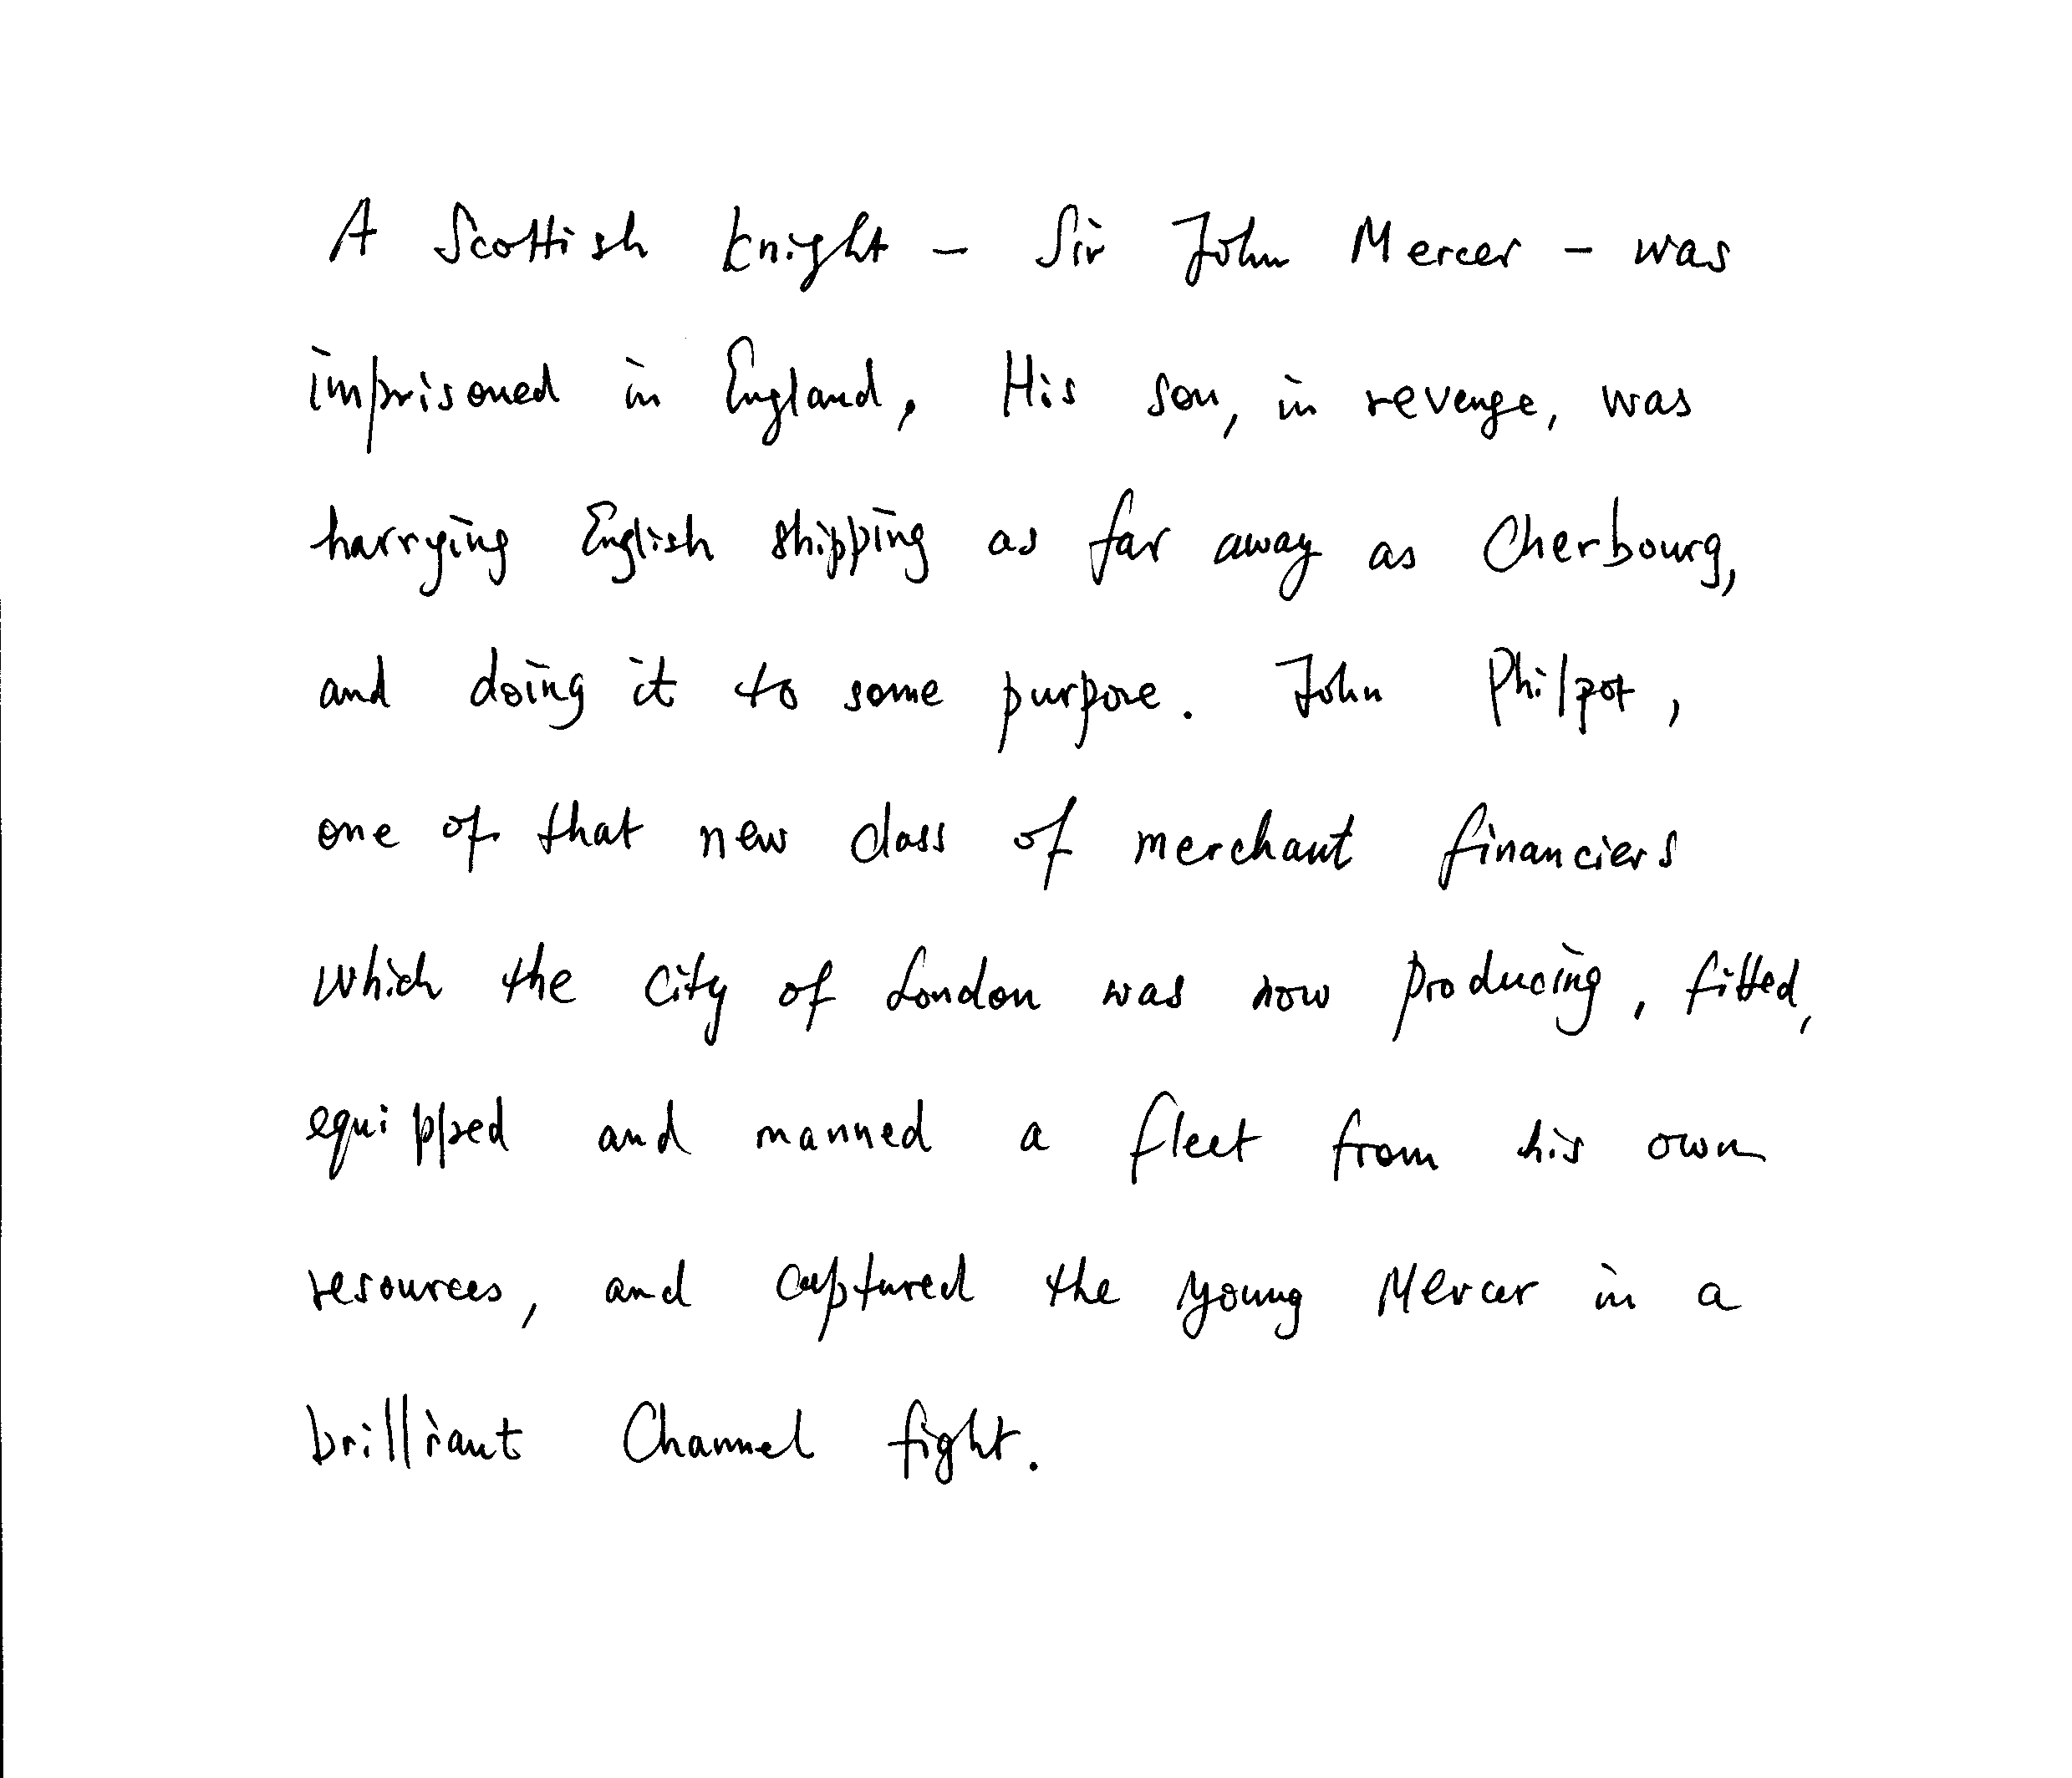 A Scottish knight - Sir John Mercer - was
imprisoned in England, His son, in revenge, was
harrying English shipping as far away as Cherbourg,
and doing it to some purpose. John Philpot,
one of that new class of merchant financiers
which the city of London was now producing, fitted,
equipped and manned a fleet from his own
resources, and captured the young Mercer in a
brilliant Channel fight.